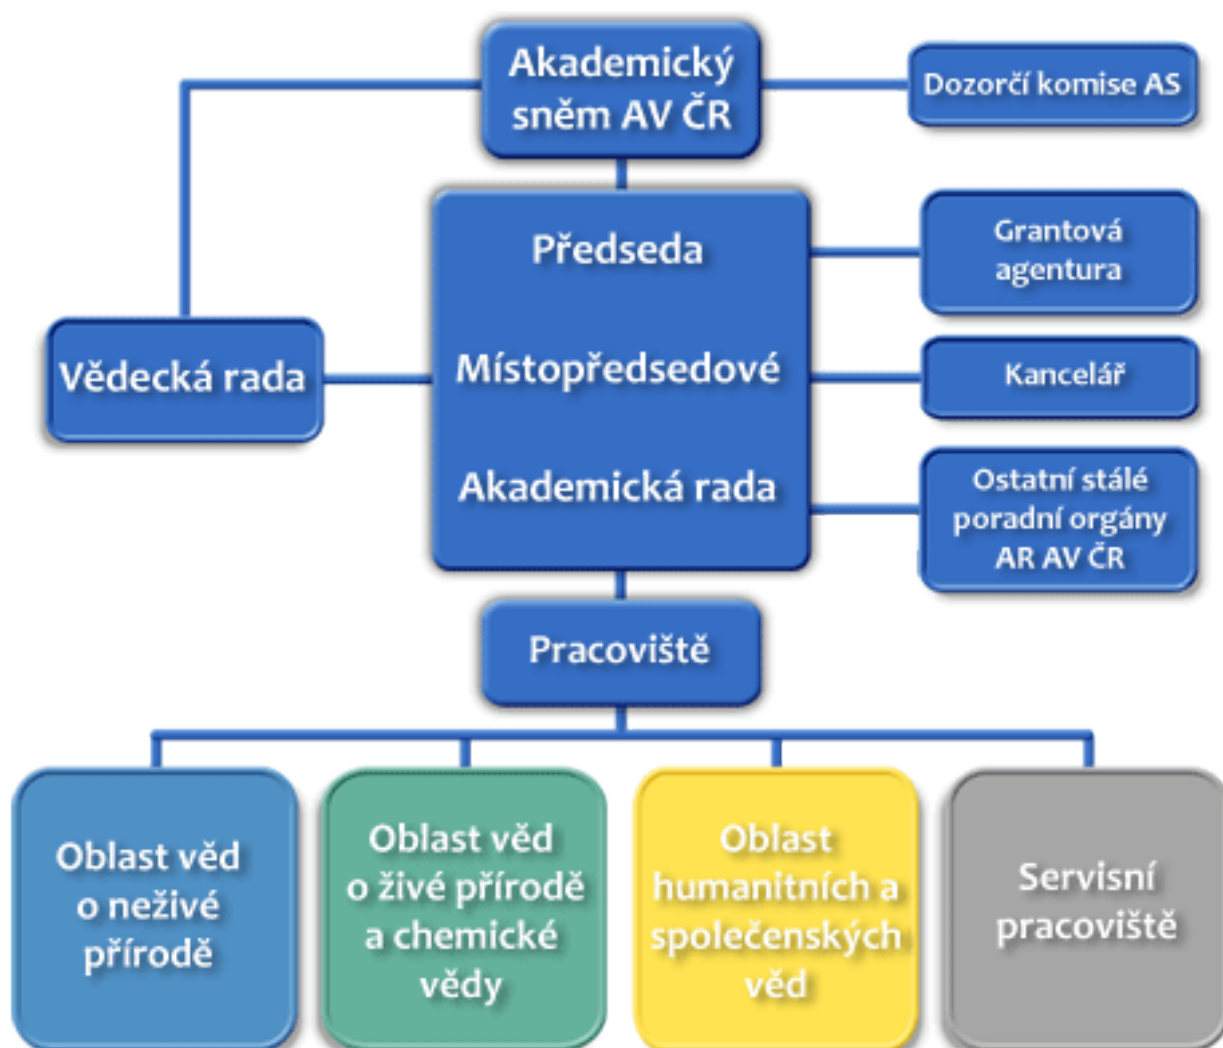 Akademický
sněm AV ČR
Dozorčí komise AS
Předseda
Grantová
agentura
Vědecká rada
Místopředsedové
Kancelář
Akademická rada
Ostatní stálé
poradní orgány
AR AV ČR
Pracoviště
Oblast věd
o neživé
přírodě
Oblast věd
o živé přírodě
a chemické
vědy
Oblast
humanitních a
společenských
věd
Servisní
pracoviště